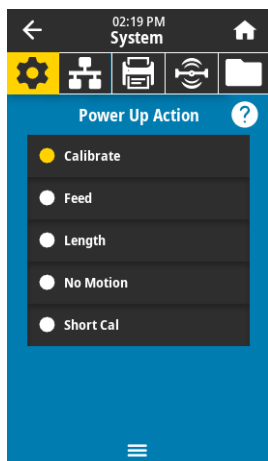 02:19 PM
System
Power Up Action
?
Calibrate
Feed
Length
No Motion
Short Cal